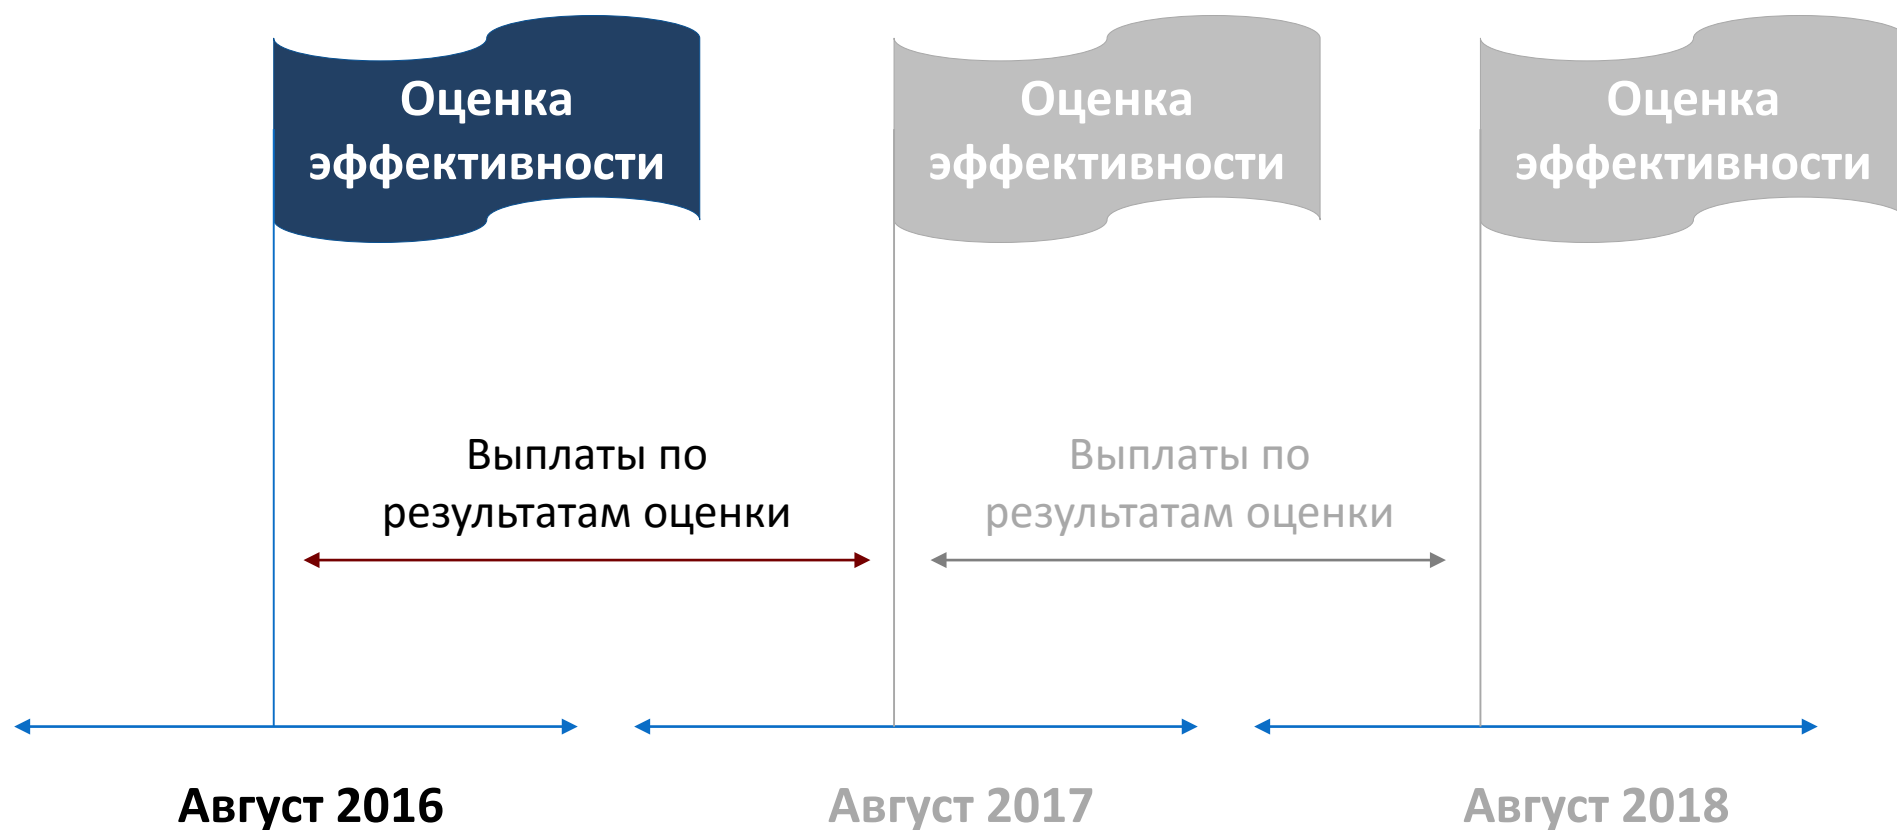 Оценка
эффективности
Оценка
эффективности
Оценка
эффективности
Выплаты по
результатам оценки
Выплаты по
результатам оценки
Август 2016
Август 2017
Август 2018